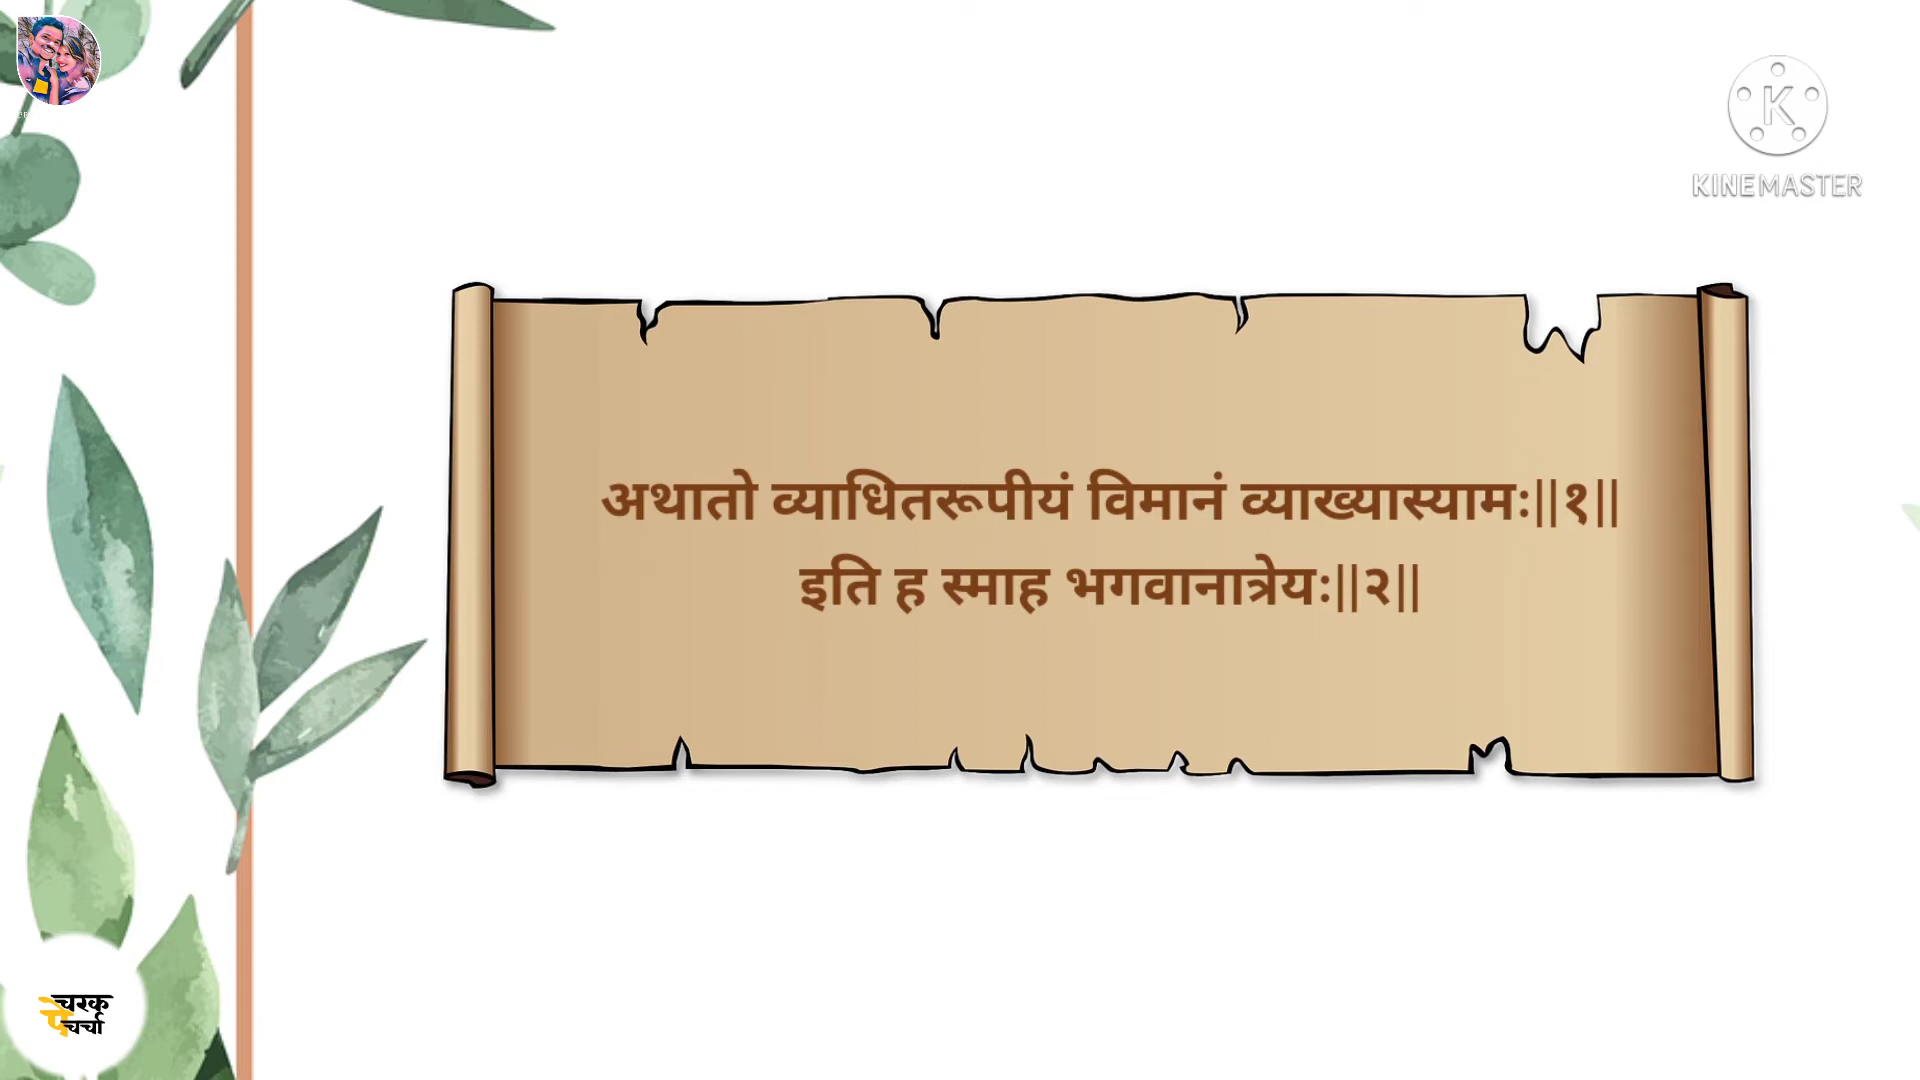 KINEMASTER
अथातो व्याधितरूपीयं विमानं व्याख्यास्यामः||१||
इति ह स्माह भगवानात्रेयः||२||
चरक
पे
चर्चा